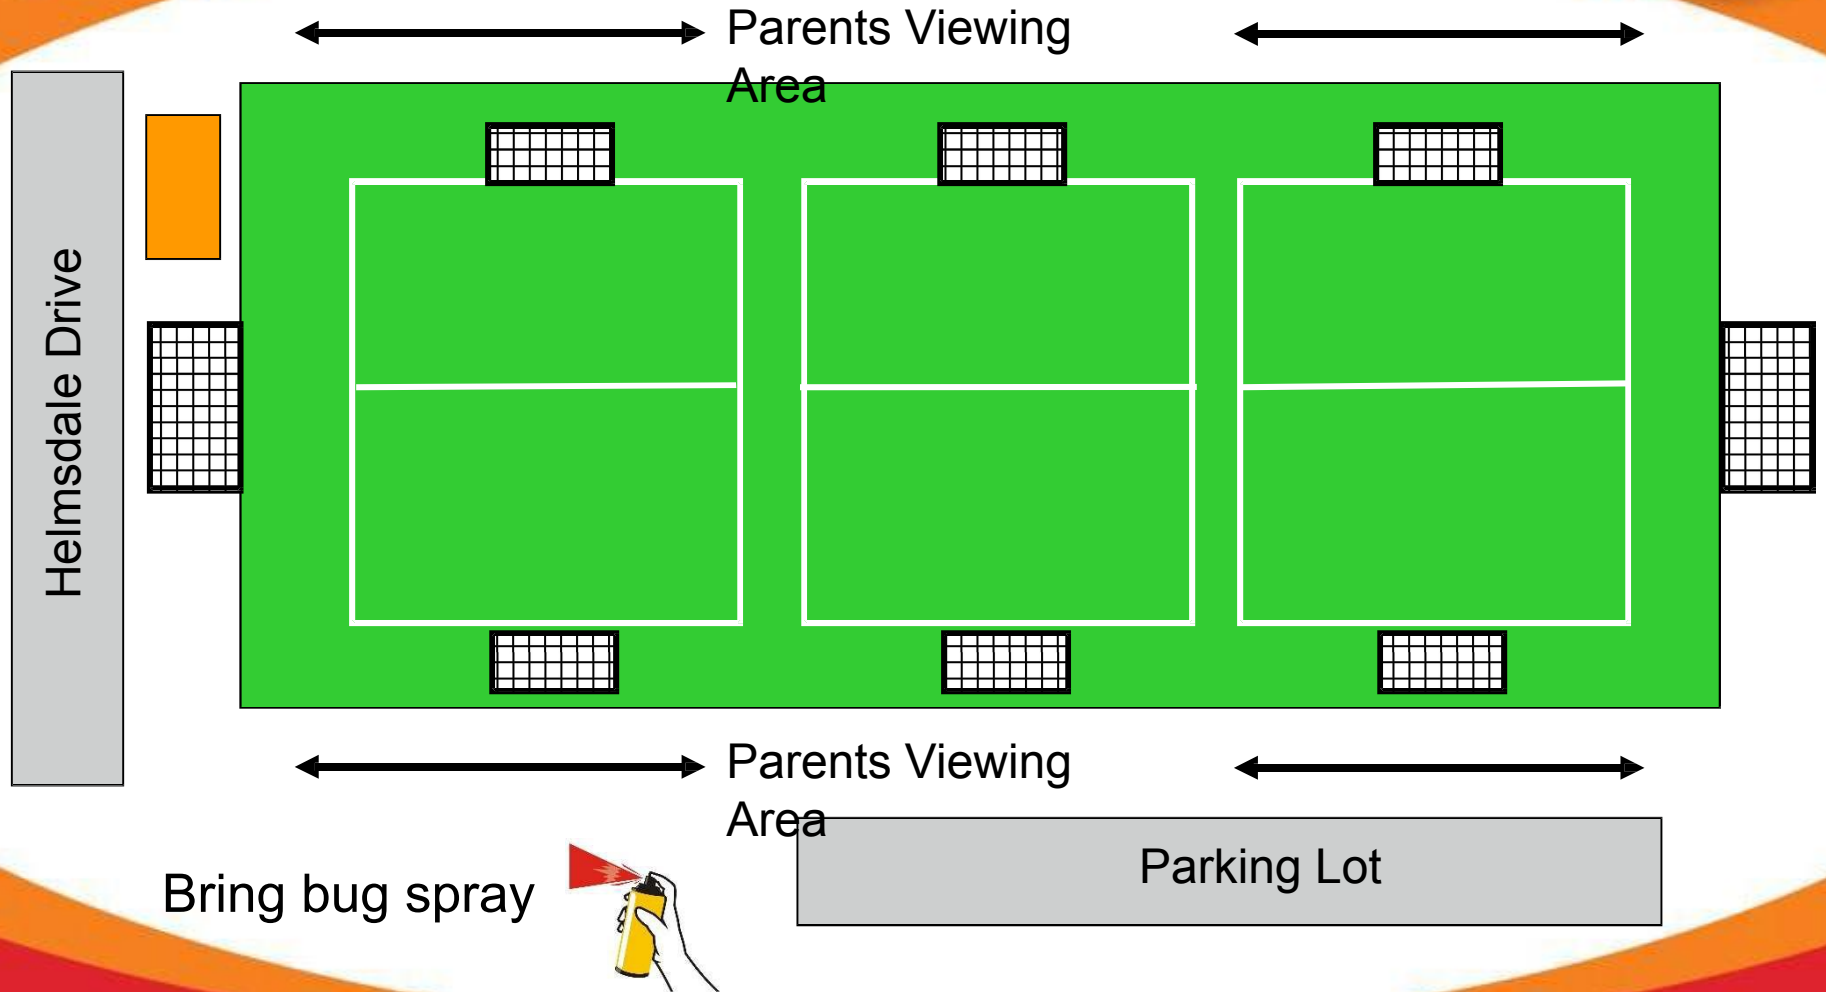 Parents Viewing
Area
Helmsdale Drive
Parents Viewing
Area
Parking Lot
Bring bug spray